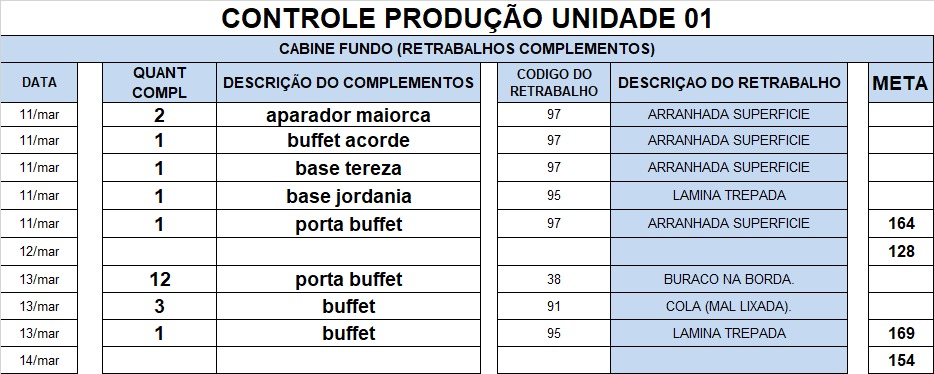 CONTROLE PRODUÇÃO UNIDADE 01
CABINE FUNDO (RETRABALHOS COMPLEMENTOS)
DATA QUANT COMPL DESCRIÇÃO DO COMPLEMENTOS CODIGO DO RETRABALHO DESCRIÇAO DO RETRABALHO META
11/mar 2 aparador maiorca 97 ARRANHADA SUPERFICIE
11/mar 1 buffet acorde 97 ARRANHADA SUPERFICIE
11/mar 1 base tereza 97 ARRANHADA SUPERFICIE
11/mar 1 base jordania 95 LAMINA TREPADA
11/mar 1 porta buffet 97 ARRANHADA SUPERFICIE 164
12/mar 128
13/mar 12 porta buffet 38 BURACO NA BORDA.
13/mar 3 buffet 91 COLA (MAL LIXADA).
13/mar 1 buffet 95 LAMINA TREPADA 169
14/mar 154